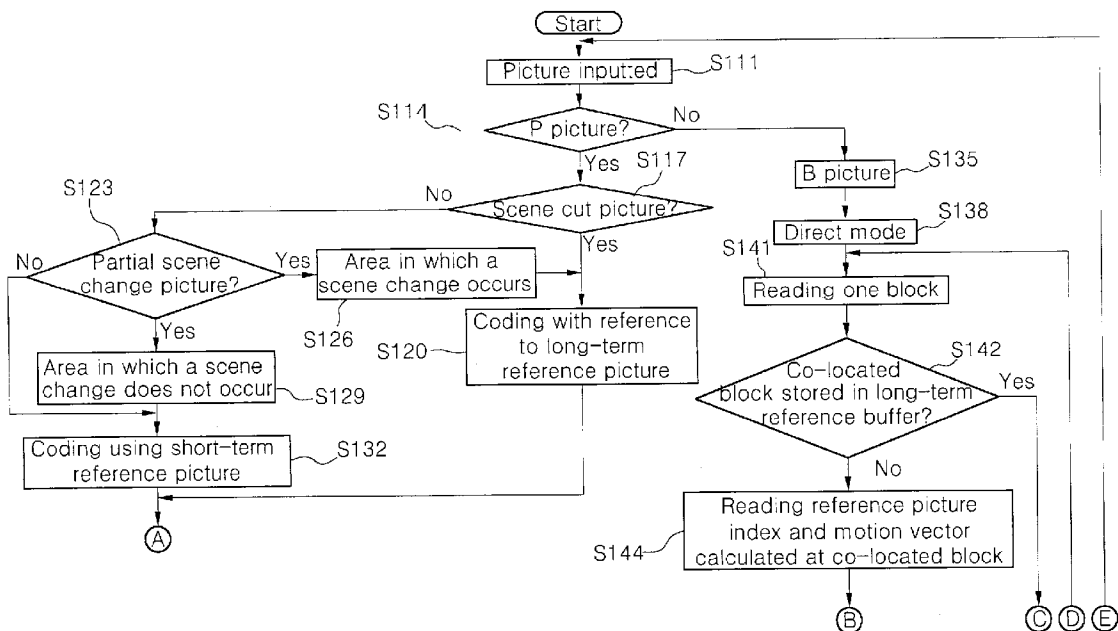 Start
Picture inputted
S111
S114
P picture?
No
Yes
S117
B picture
S135
S123
No
Scene cut picture?
Yes
Direct mode
S138
S141
No
Partial scene
change picture?
Yes
Area in which a
scene change occurs
Reading one block
Yes
S126
S120
Coding with reference
to long-term
reference picture
S142
Co-located
block stored in long-term
reference buffer?
Yes
Area in which a scene
change does not occur
S129
Coding using short-term
reference picture
S132
No
A
Reading reference picture
index and motion vector
calculated at co-located block
S144
B
C
D
E